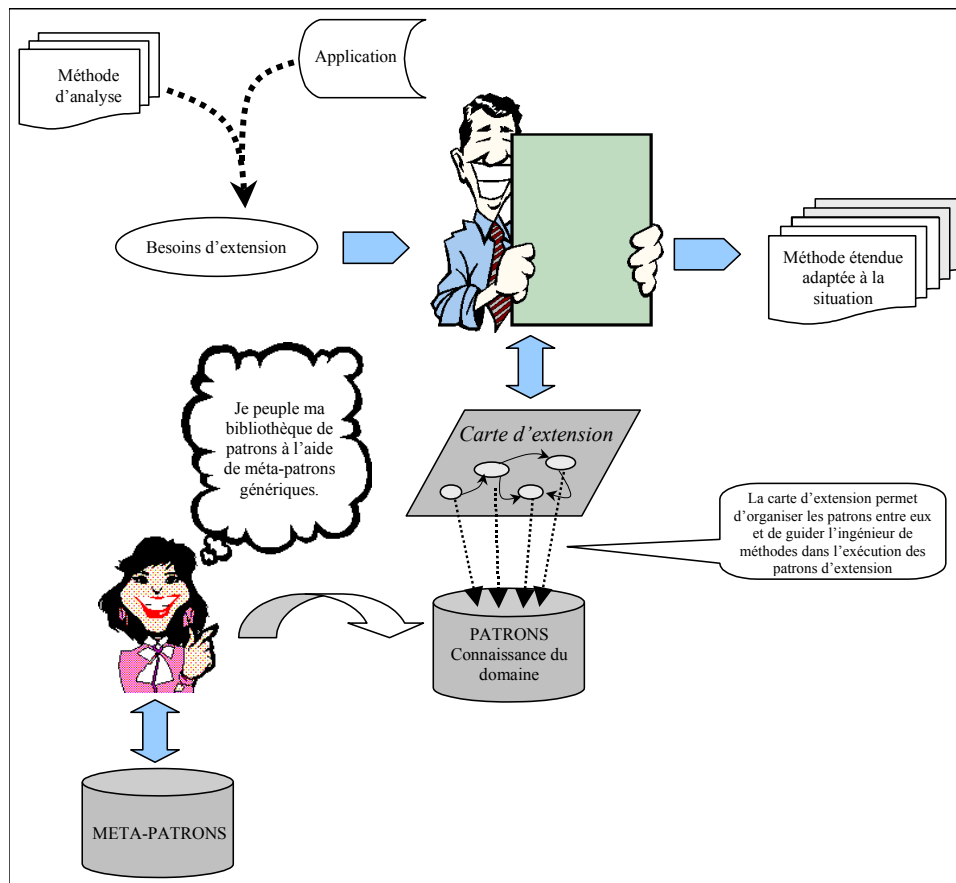 Méthode
d'analyse
Application
Besoins d'extension
Méthode étendue
adaptée à la
situation
Je peuple ma
bibliothèque de
patrons à l'aide
de méta-patrons
génériques.
Carte d'extension
La carte d'extension permet
d'organiser les patrons entre eux
et de guider l'ingénieur de
méthodes dans l'exécution des
patrons d'extension
PATRONS
Connaissance du
domaine
META-PATRONS